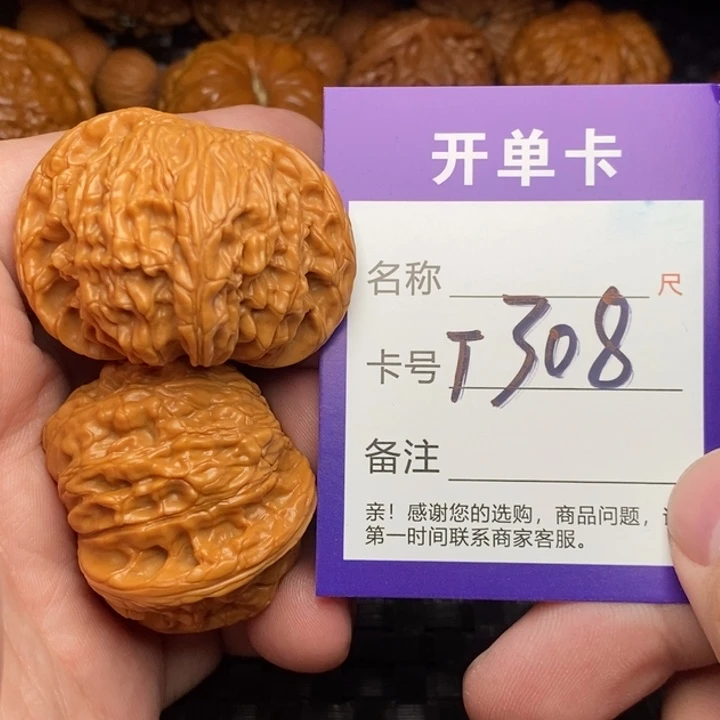 开单卡
名称 尺
卡号 T308
备注
亲！感谢您的选购，商品问题，
第一时间联系商家客服。